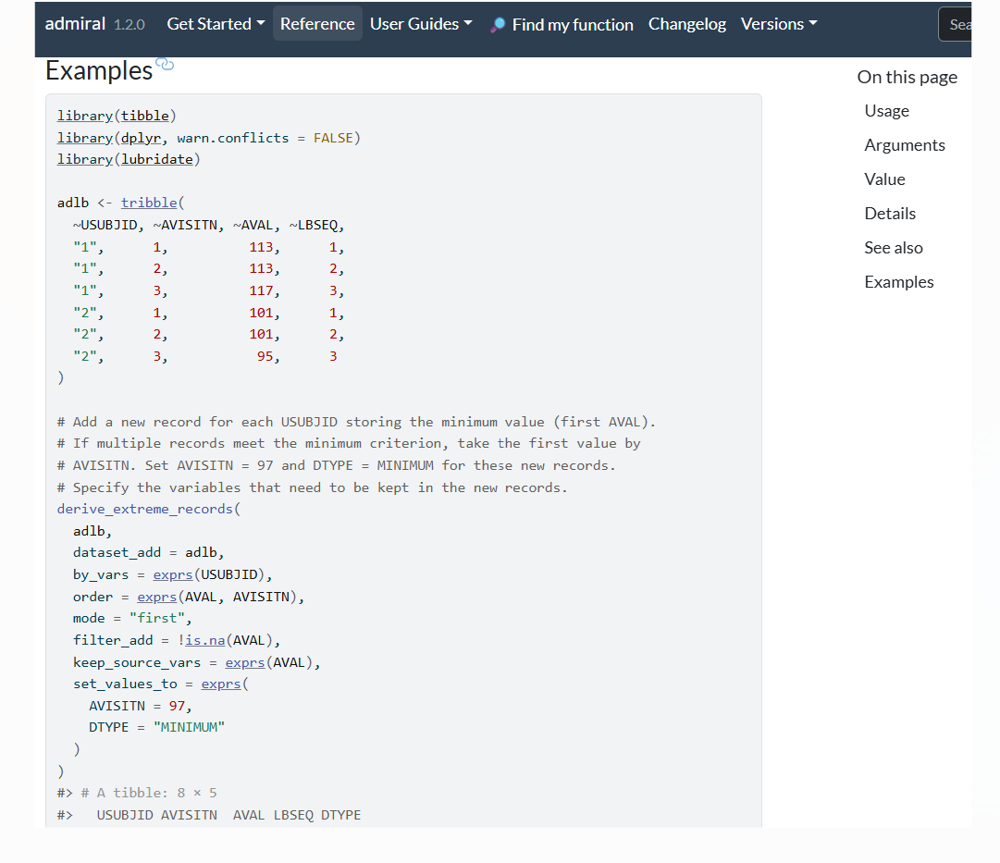 admiral 1.2.0 Get Started Reference User Guides Find my function Changelog Versions Sea
Examples
library(tibble)
library(dplyr, warn.conflicts = FALSE)
library(lubridate)
adlb <- tribble(
  ~USUBJID, ~AVISITN, ~AVAL, ~LBSEQ,
  "1",      1,          113,      1,
  "1",      2,          113,      2,
  "1",      3,          117,      3,
  "2",      1,          101,      1,
  "2",      2,          101,      2,
  "2",      3,           95,      3
)
# Add a new record for each USUBJID storing the minimum value (first AVAL).
# If multiple records meet the minimum criterion, take the first value by
# AVISITN. Set AVISITN = 97 and DTYPE = MINIMUM for these new records.
# Specify the variables that need to be kept in the new records.
derive_extreme_records(
  adlb,
  dataset_add = adlb,
  by_vars = exprs(USUBJID),
  order = exprs(AVAL, AVISITN),
  mode = "first",
  filter_add = !is.na(AVAL),
  keep_source_vars = exprs(AVAL),
  set_values_to = exprs(
    AVISITN = 97,
    DTYPE = "MINIMUM"
  )
)
#> # A tibble: 8 × 5
#>   USUBJID AVISITN  AVAL LBSEQ DTYPE
On this page
Usage
Arguments
Value
Details
See also
Examples